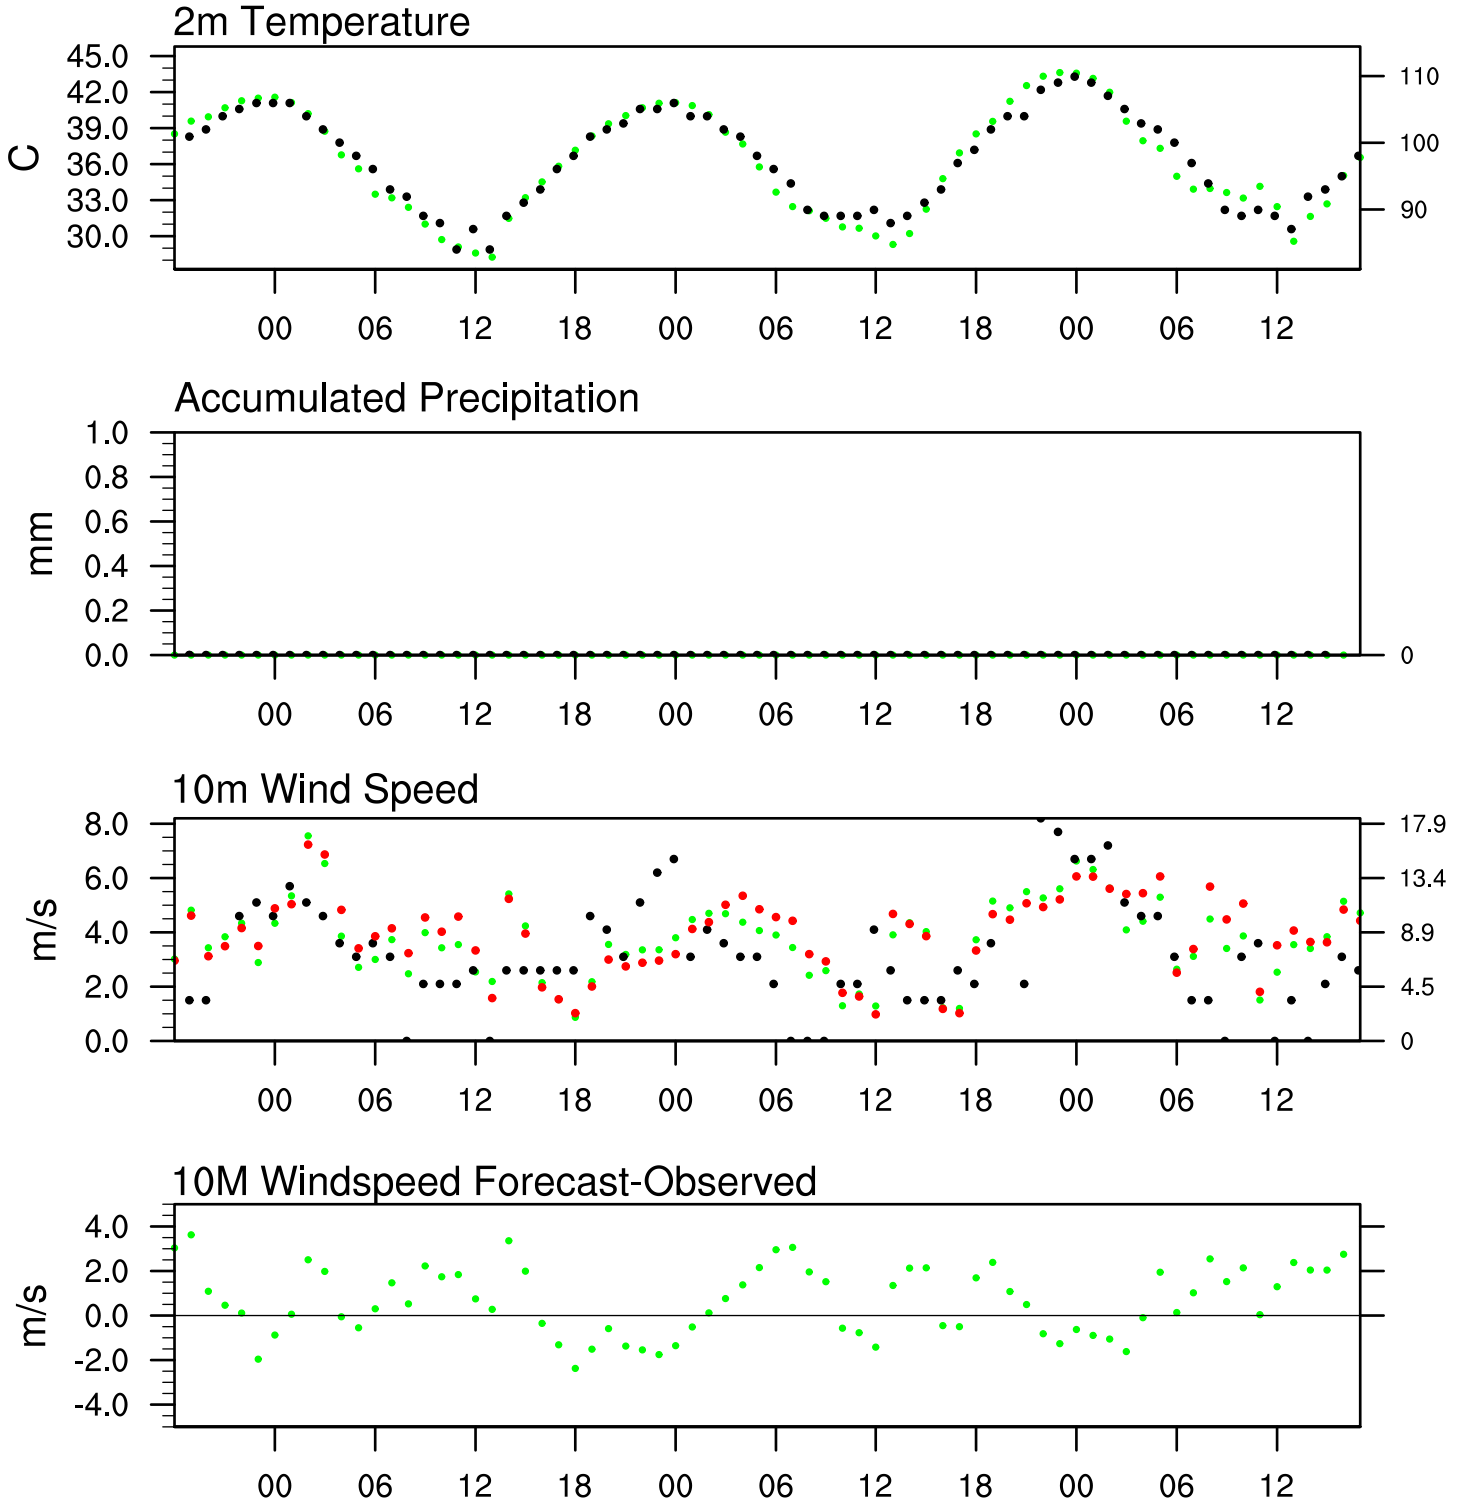 2m Temperature
45.0
42.0
39.0
36.0
33.0
30.0
C
110
100
90
00 06 12 18 00 06 12 18 00 06 12
Accumulated Precipitation
1.0
0.8
0.6
0.4
0.2
0.0
mm
0
00 06 12 18 00 06 12 18 00 06 12
10m Wind Speed
8.0
6.0
4.0
2.0
0.0
m/s
17.9
13.4
8.9
4.5
0
00 06 12 18 00 06 12 18 00 06 12
10M Windspeed Forecast-Observed
4.0
2.0
0.0
-2.0
-4.0
m/s
00 06 12 18 00 06 12 18 00 06 12